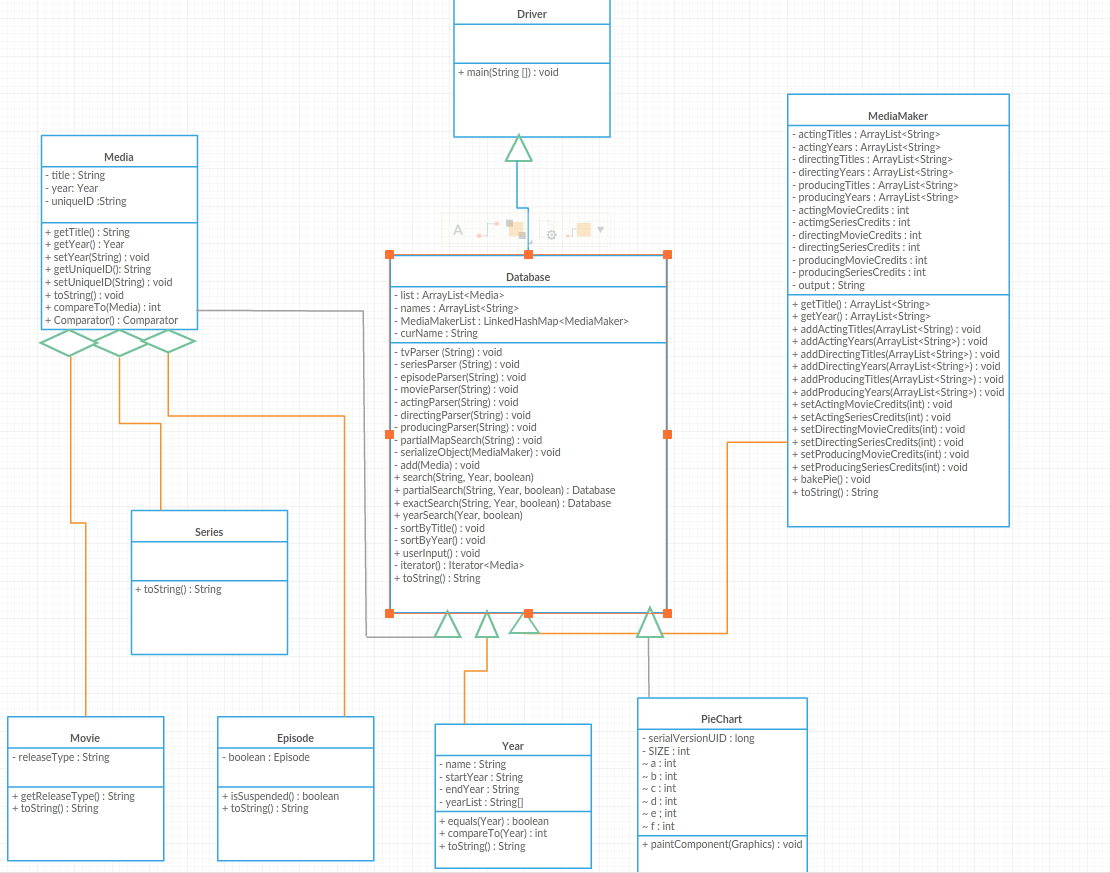 Driver
+ main(String []) : void
MediaMaker
- actingTitles : ArrayList<String>
- actingYears : ArrayList<String>
- directingTitles : ArrayList<String>
- directingYears : ArrayList<String>
- producingTitles : ArrayList<String>
- producingYears : ArrayList<String>
- actingMovieCredits : int
- actimgSeriesCredits : int
- directingMovieCredits : int
- directingSeriesCredits : int
- producingMovieCredits : int
- producingSeriesCredits : int
- output : String
+ getTitle() : ArrayList<String>
+ getYear() : ArrayList<String>
+ addActingTitles(ArrayList<String) : void
+ addActingYears(ArrayList<String>) : void
+ addDirectingTitles(ArrayList<String>) : void
+ addDirectingYears(ArrayList<String>) : void
+ addProducingTitles(ArrayList<String>) : void
+ addProducingYears(ArrayList<String>) : void
+ setActingMovieCredits(int) : void
+ setActingSeriesCredits(int) : void
+ setDirectingMovieCredits(int) : void
+ setDirectingSeriesCredits(int) : void
+ setProducingMovieCredits(int) : void
+ setProducingSeriesCredits(int) : void
+ bakePie() : void
+ toString() : String
Media
- title : String
- year: Year
- uniqueID :String
+ getTitle() : String
+ getYear() : Year
+ setYear(String) : void
+ getUniqueID(): String
+ setUniqueID(String) : void
+ toString() : void
+ compareTo(Media) : int
+ Comparator() : Comparator
A
Database
- list : ArrayList<Media>
- names : ArrayList<String>
- MediaMakerList : LinkedHashMap<MediaMaker>
- curName : String
- tvParser (String) : void
- seriesParser (String) : void
- episodeParser(String) : void
- movieParser(String) : void
- actingParser(String) : void
- directingParser(String) : void
- producingParser(String) : void
- partialMapSearch(String) : void
- serializeObject(MediaMaker) : void
- add(Media) : void
+ search(String, Year, boolean)
+ partialSearch(String, Year, boolean) : Database
+ exactSearch(String, Year, boolean) : Database
+ yearSearch(Year, boolean)
- sortByTitle() : void
- sortByYear() : void
+ userInput() : void
- iterator() : Iterator<Media>
+ toString() : String
Series
+ toString() : String
Movie
- releaseType : String
+ getReleaseType() : String
+ toString() : String
Episode
- boolean : Episode
+ isSuspended() : boolean
+ toString() : String
Year
- name : String
- startYear : String
- endYear : String
- yearList : String[]
+ equals(Year) : boolean
+ compareTo(Year) : int
+ toString() : String
PieChart
- serialVersionUID : long
- SIZE : int
~ a : int
~ b : int
~ c : int
~ d : int
~ e ; int
~ f : int
+ paintComponent(Graphics) : void